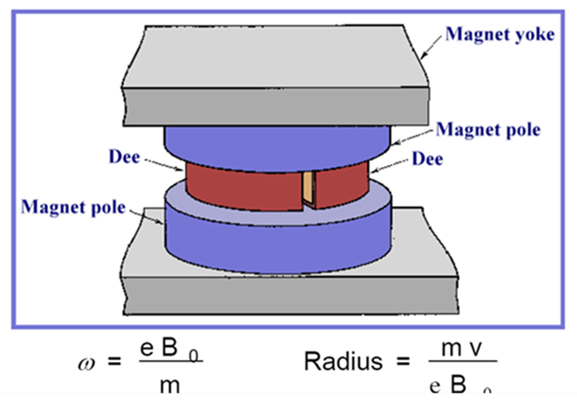 Magnet yoke
Magnet pole
Dee
Dee
Magnet pole
ω = e B 0 / m
Radius = m v / e B 0